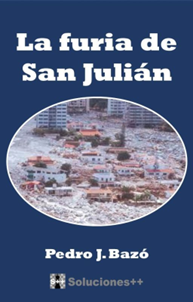 La furia de
San Julián
Pedro J. Bazó
Soluciones++